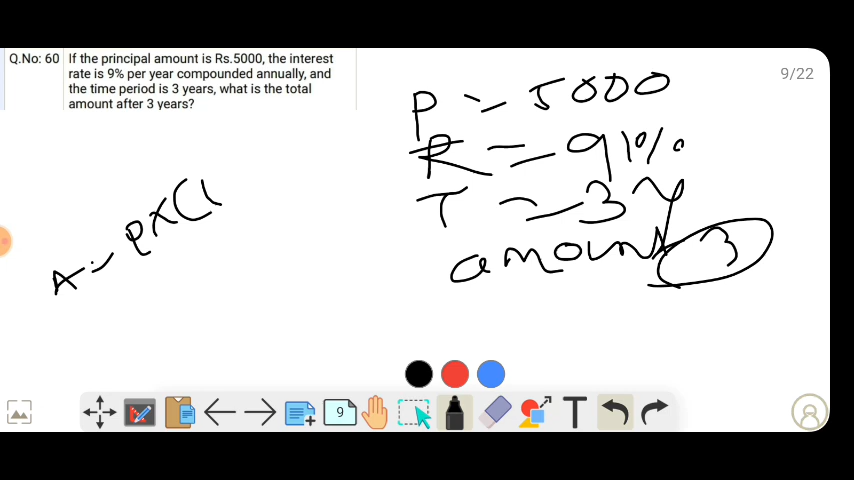 Q.No: 60 If the principal amount is Rs.5000, the interest
rate is 9% per year compounded annually, and
the time period is 3 years, what is the total
amount after 3 years?
9/22
P = 5000
R = 9%
T = 3Y
amount 3
A = P×(1
9
T